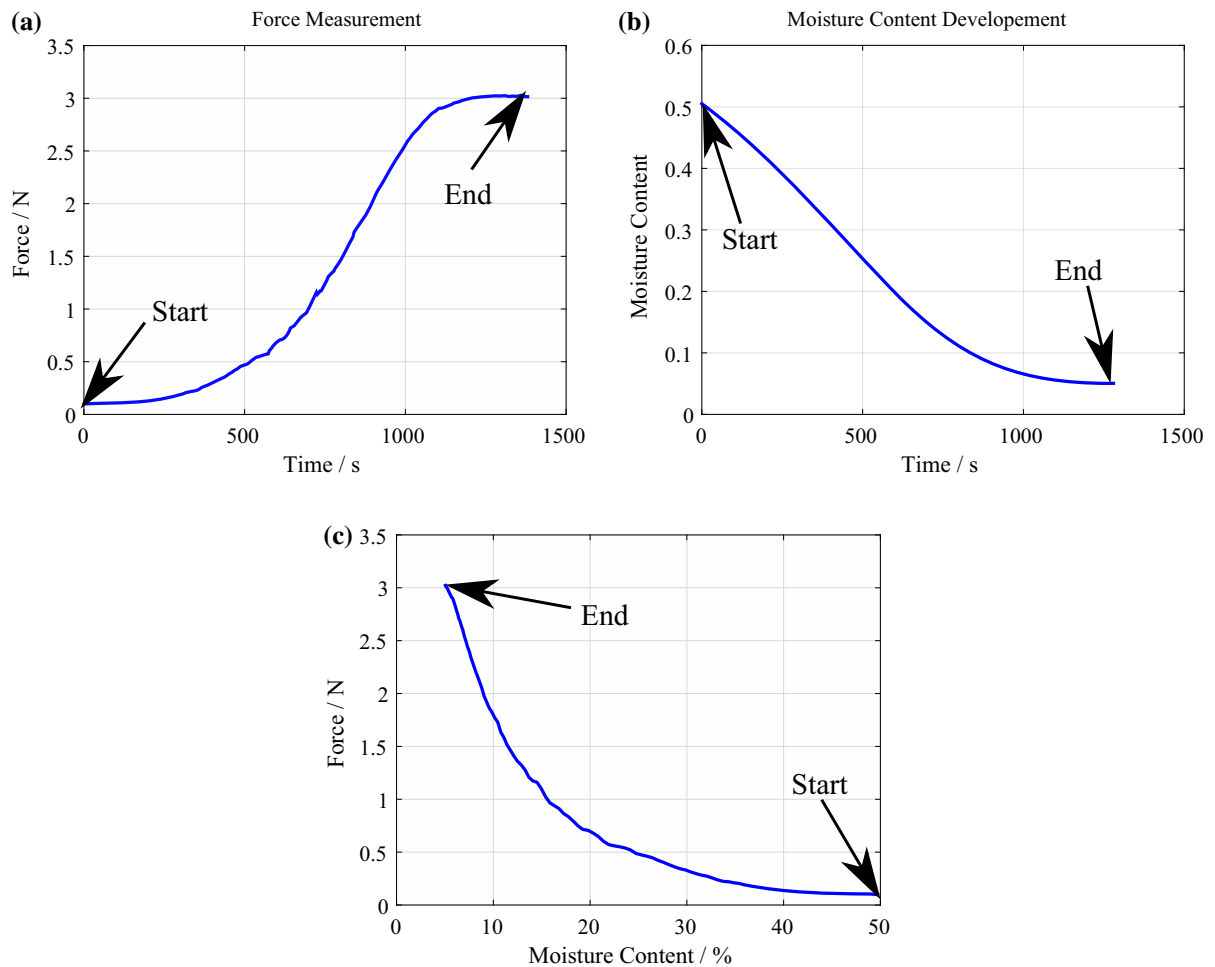 (a)
Force Measurement
3.5
3
2.5
2
1.5
1
0.5
0
Force / N
Start
End
0
500
1000
1500
Time / s
(b)
Moisture Content Developement
0.6
0.5
0.4
0.3
0.2
0.1
0
Moisture Content
Start
End
0
500
1000
1500
Time / s
(c)
3.5
3
2.5
2
1.5
1
0.5
0
Force / N
End
Start
0
10
20
30
40
50
Moisture Content / %